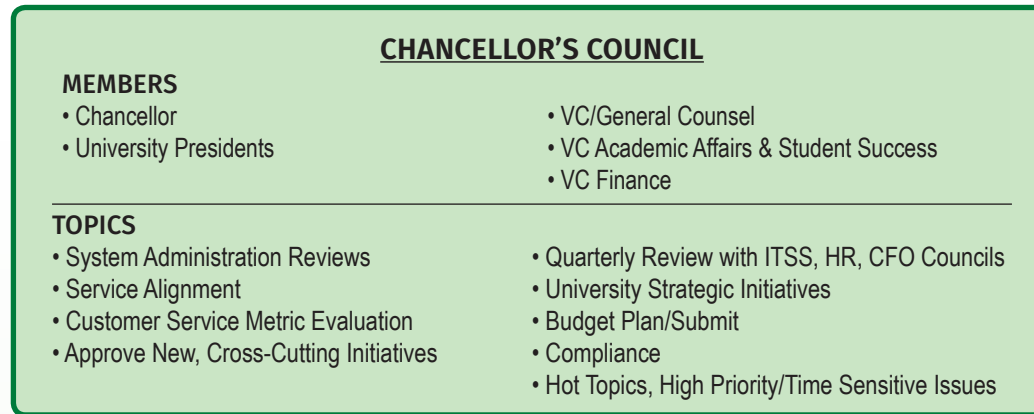 CHANCELLOR’S COUNCIL
MEMBERS
• Chancellor
• University Presidents
• VC/General Counsel
• VC Academic Affairs & Student Success
• VC Finance
TOPICS
• System Administration Reviews
• Service Alignment
• Customer Service Metric Evaluation
• Approve New, Cross-Cutting Initiatives
• Quarterly Review with ITSS, HR, CFO Councils
• University Strategic Initiatives
• Budget Plan/Submit
• Compliance
• Hot Topics, High Priority/Time Sensitive Issues